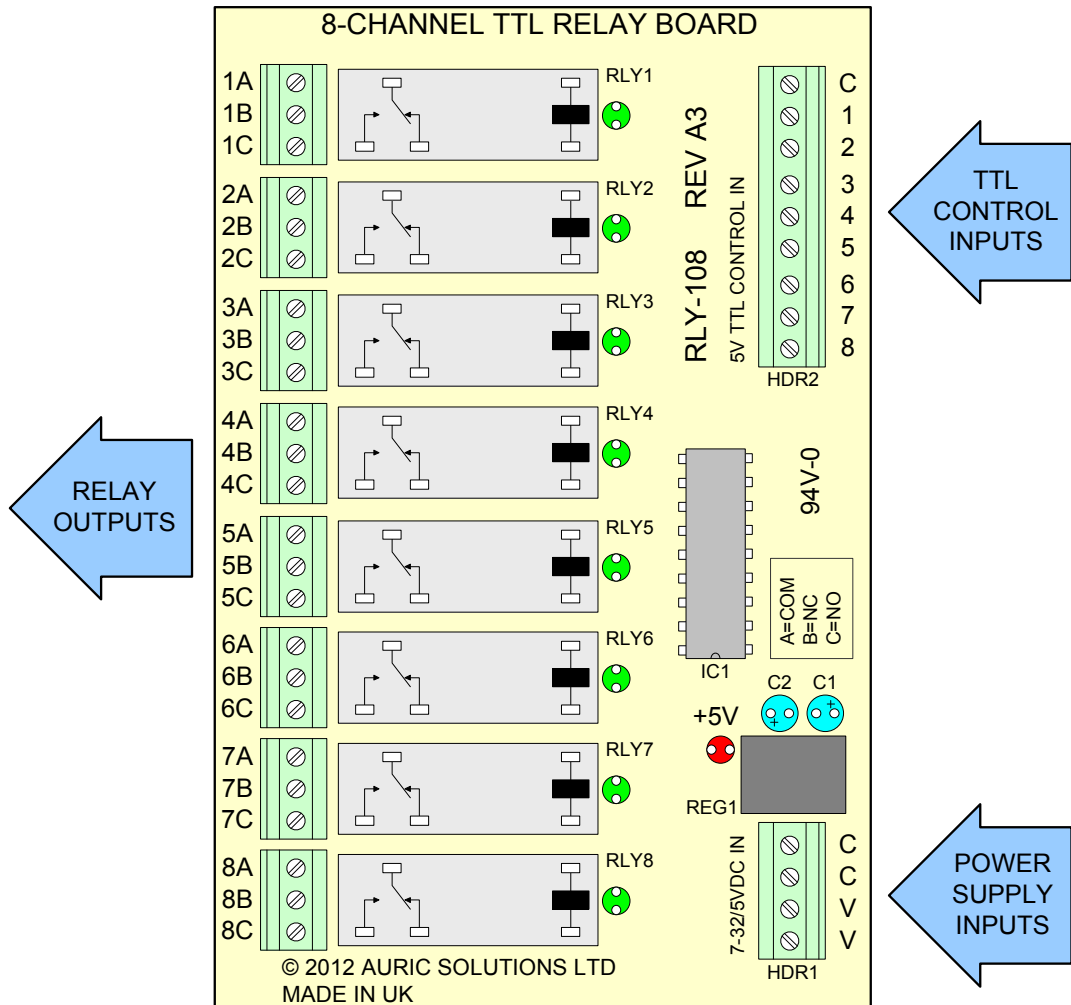 8-CHANNEL TTL RELAY BOARD
1A
1B
1C
2A
2B
2C
3A
3B
3C
4A
4B
4C
5A
5B
5C
6A
6B
6C
7A
7B
7C
8A
8B
8C
RLY1
RLY2
RLY3
RLY4
RLY5
RLY6
RLY7
RLY8
RELAY
OUTPUTS
RLY-108 REV A3
5V TTL CONTROL IN
C
1
2
3
4
5
6
7
8
HDR2
TTL
CONTROL
INPUTS
94V-0
A=COM
B=NC
C=NO
IC1
C2
C1
+
+
+5V
REG1
7-32/5VDC IN
C
C
V
V
HDR1
POWER
SUPPLY
INPUTS
© 2012 AURIC SOLUTIONS LTD
MADE IN UK